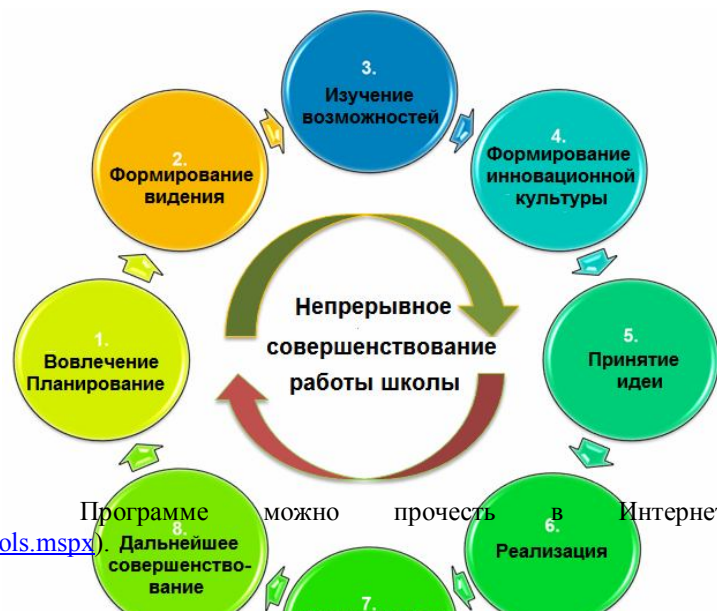 3.
Изучение
возможностей
2.
Формирование
видения
4.
Формирование
инновационной
культуры
Непрерывное
совершенствование
работы школы
1.
Вовлечение
Планирование
5.
Принятие
идеи
Программе можно прочесть в Интернет
ols.mspx).
8.
Дальнейшее
совершенство-
вание
6.
Реализация
7.